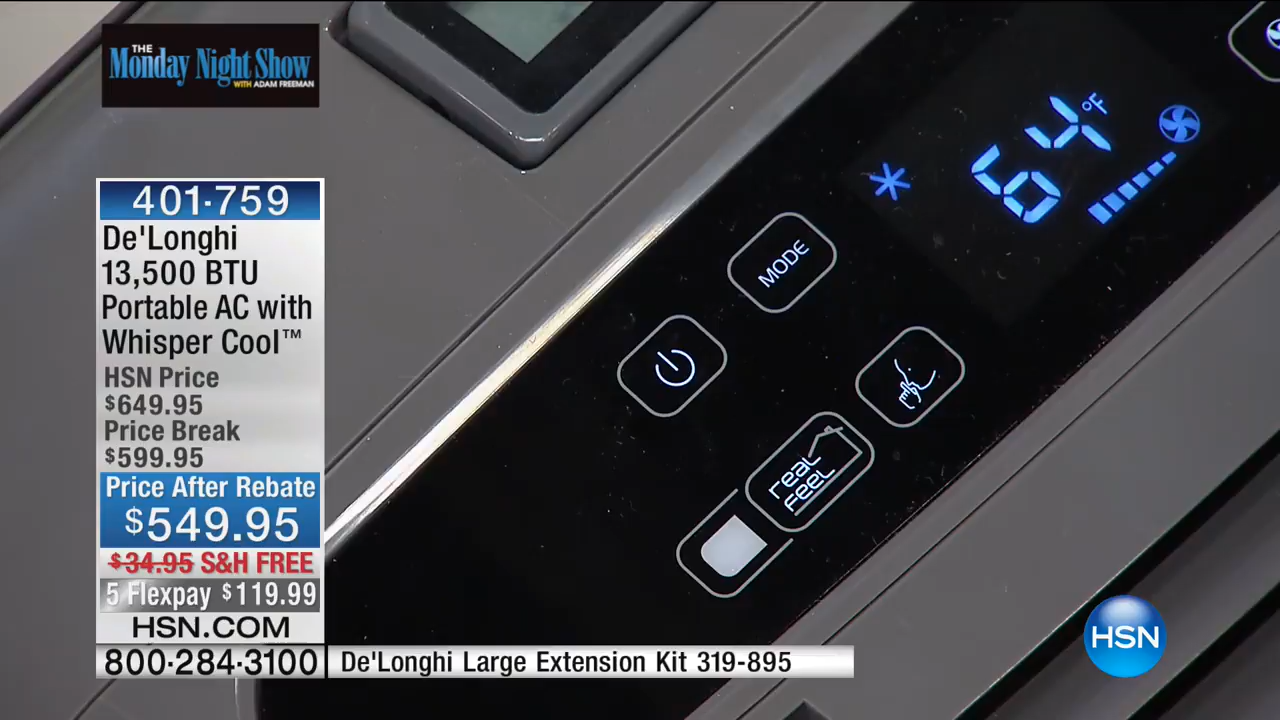 THE
Monday Night Show
WITH ADAM FREEMAN
401·759
De'Longhi
13,500 BTU
Portable AC with
Whisper Cool™
HSN Price
$649.95
Price Break
$599.95
Price After Rebate
$549.95
$34.95 S&H FREE
5 Flexpay $119.99
HSN.COM
800·284·3100
De'Longhi Large Extension Kit 319-895
64°F
MODE
real
FEEL
HSN